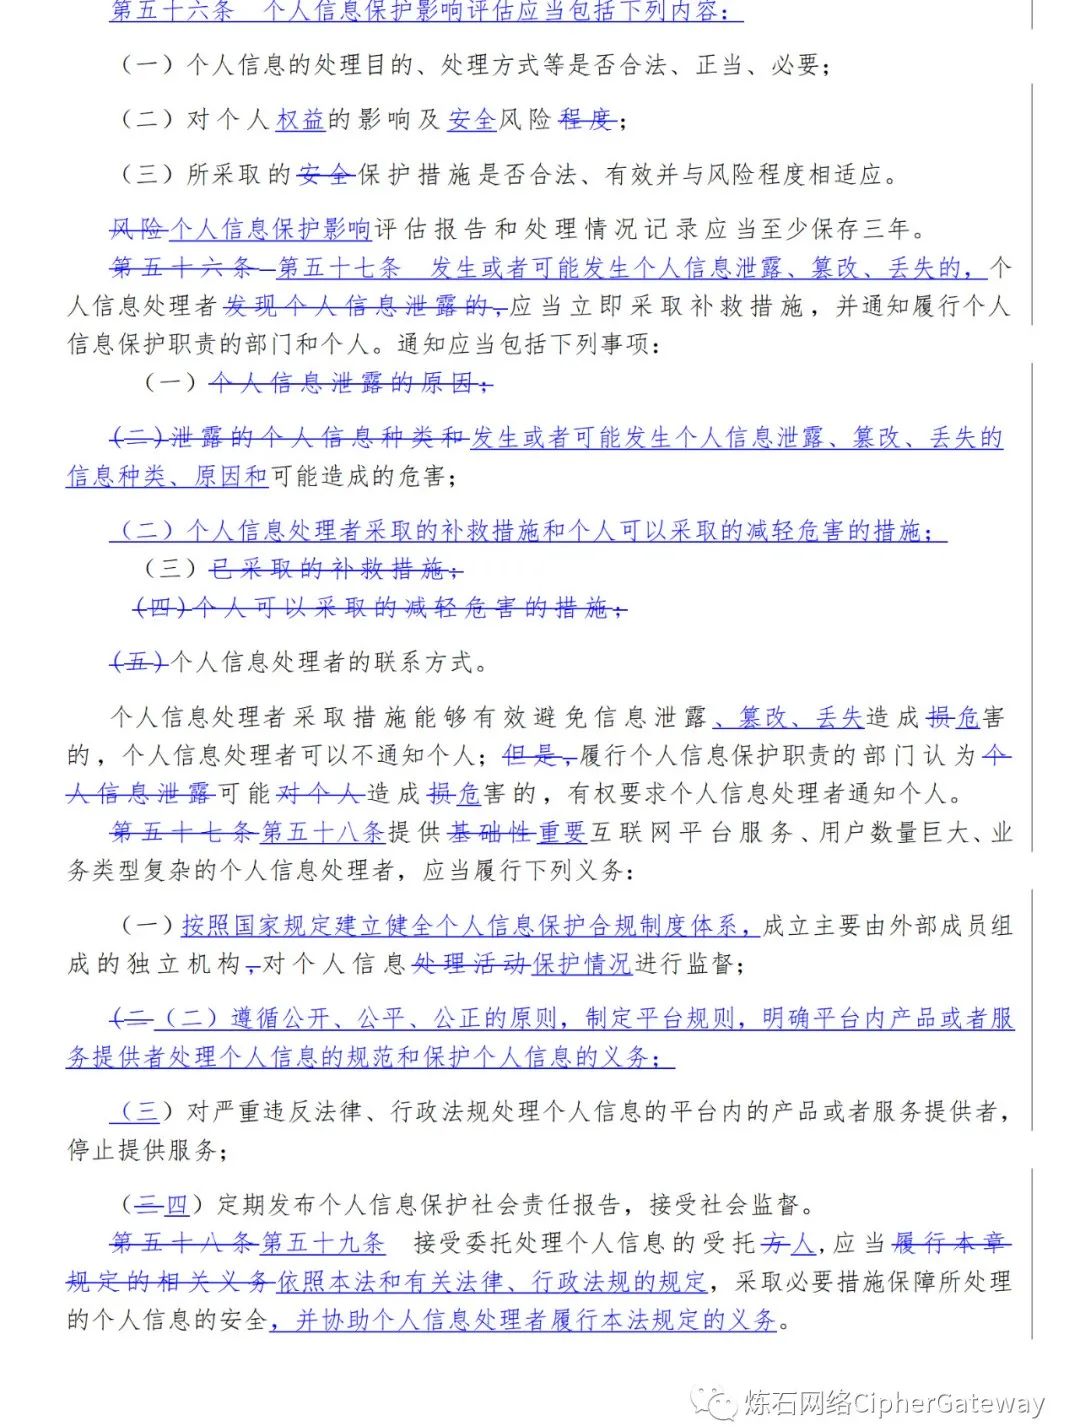 第五十六条 个人信息保护影响评估应当包括下列内容：
（一）个人信息的处理目的、处理方式等是否合法、正当、必要；
（二）对个人权益的影响及安全风险程度；
（三）所采取的安全保护措施是否合法、有效并与风险程度相适应。
风险个人信息保护影响评估报告和处理情况记录应当至少保存三年。
第五十六条 第五十七条 发生或者可能发生个人信息泄露、篡改、丢失的，个
人信息处理者发现个人信息泄露的，应当立即采取补救措施，并通知履行个人
信息保护职责的部门和个人。通知应当包括下列事项：
（一）个人信息泄露的原因；
（二）泄露的个人信息种类和发生或者可能发生个人信息泄露、篡改、丢失的
信息种类、原因和可能造成的危害；
（二）个人信息处理者采取的补救措施和个人可以采取的减轻危害的措施；
（三）已采取的补救措施；
（四）个人可以采取的减轻危害的措施；
（五）个人信息处理者的联系方式。
个人信息处理者采取措施能够有效避免信息泄露、篡改、丢失造成损危害
的，个人信息处理者可以不通知个人；但是，履行个人信息保护职责的部门认为个
人信息泄露可能对个人造成损危害的，有权要求个人信息处理者通知个人。
第五十七条第五十八条提供基础性重要互联网平台服务、用户数量巨大、业
务类型复杂的个人信息处理者，应当履行下列义务：
（一）按照国家规定建立健全个人信息保护合规制度体系，成立主要由外部成员组
成的独立机构，对个人信息处理活动保护情况进行监督；
（二（二）遵循公开、公平、公正的原则，制定平台规则，明确平台内产品或者服
务提供者处理个人信息的规范和保护个人信息的义务；
（三）对严重违反法律、行政法规处理个人信息的平台内的产品或者服务提供者，
停止提供服务；
（三四）定期发布个人信息保护社会责任报告，接受社会监督。
第五十八条第五十九条 接受委托处理个人信息的受托方人，应当履行本章
规定的相关义务依照本法和有关法律、行政法规的规定，采取必要措施保障所处理
的个人信息的安全，并协助个人信息处理者履行本法规定的义务。
炼石网络CipherGateway